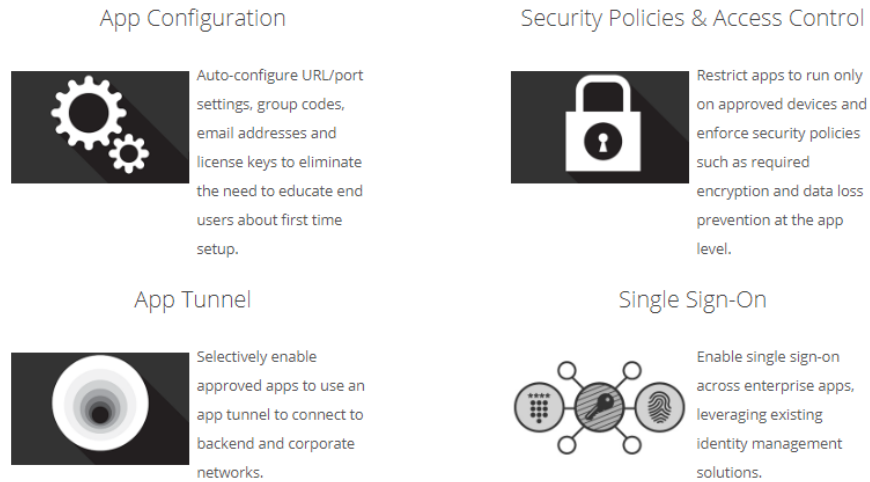 App Configuration
Auto-configure URL/port
settings, group codes,
email addresses and
license keys to eliminate
the need to educate end
users about first time
setup.
Security Policies & Access Control
Restrict apps to run only
on approved devices and
enforce security policies
such as required
encryption and data loss
prevention at the app
level.
App Tunnel
Selectively enable
approved apps to use an
app tunnel to connect to
backend and corporate
networks.
Single Sign-On
****
Enable single sign-on
across enterprise apps,
leveraging existing
identity management
solutions.